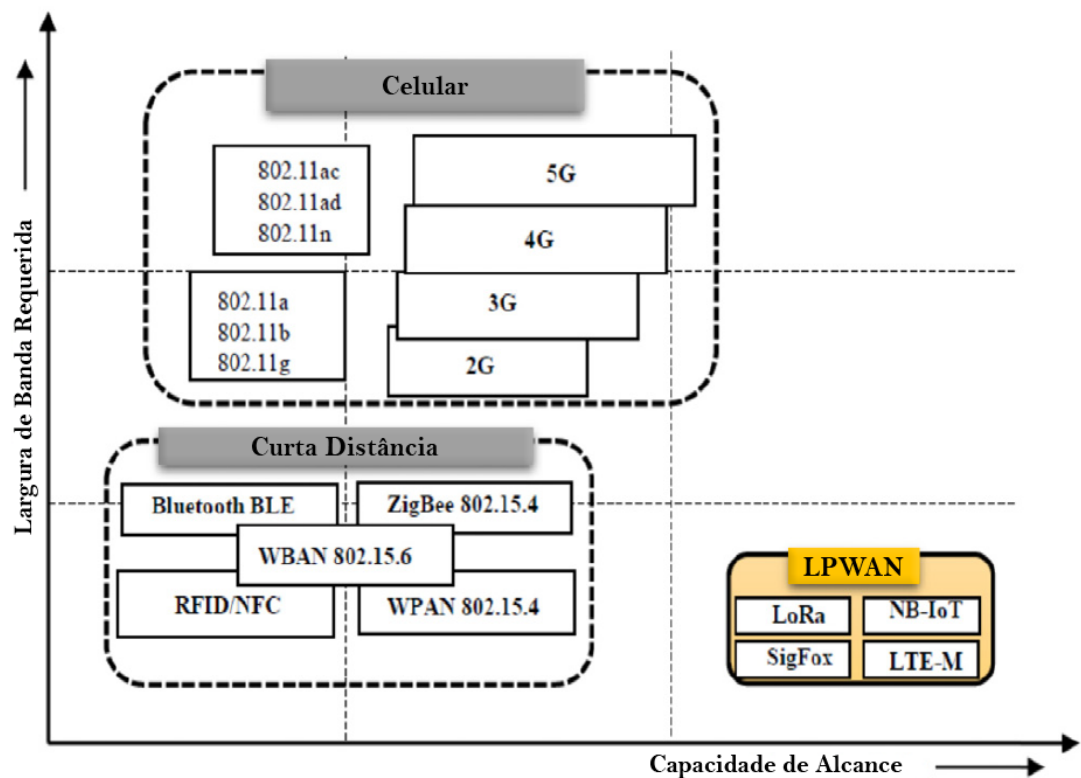 Largura de Banda Requerida
Celular
802.11ac
802.11ad
802.11n
5G
4G
802.11a
802.11b
802.11g
3G
2G
Curta Distância
Bluetooth BLE
ZigBee 802.15.4
WBAN 802.15.6
RFID/NFC
WPAN 802.15.4
LPWAN
LoRa
NB-IoT
SigFox
LTE-M
Capacidade de Alcance